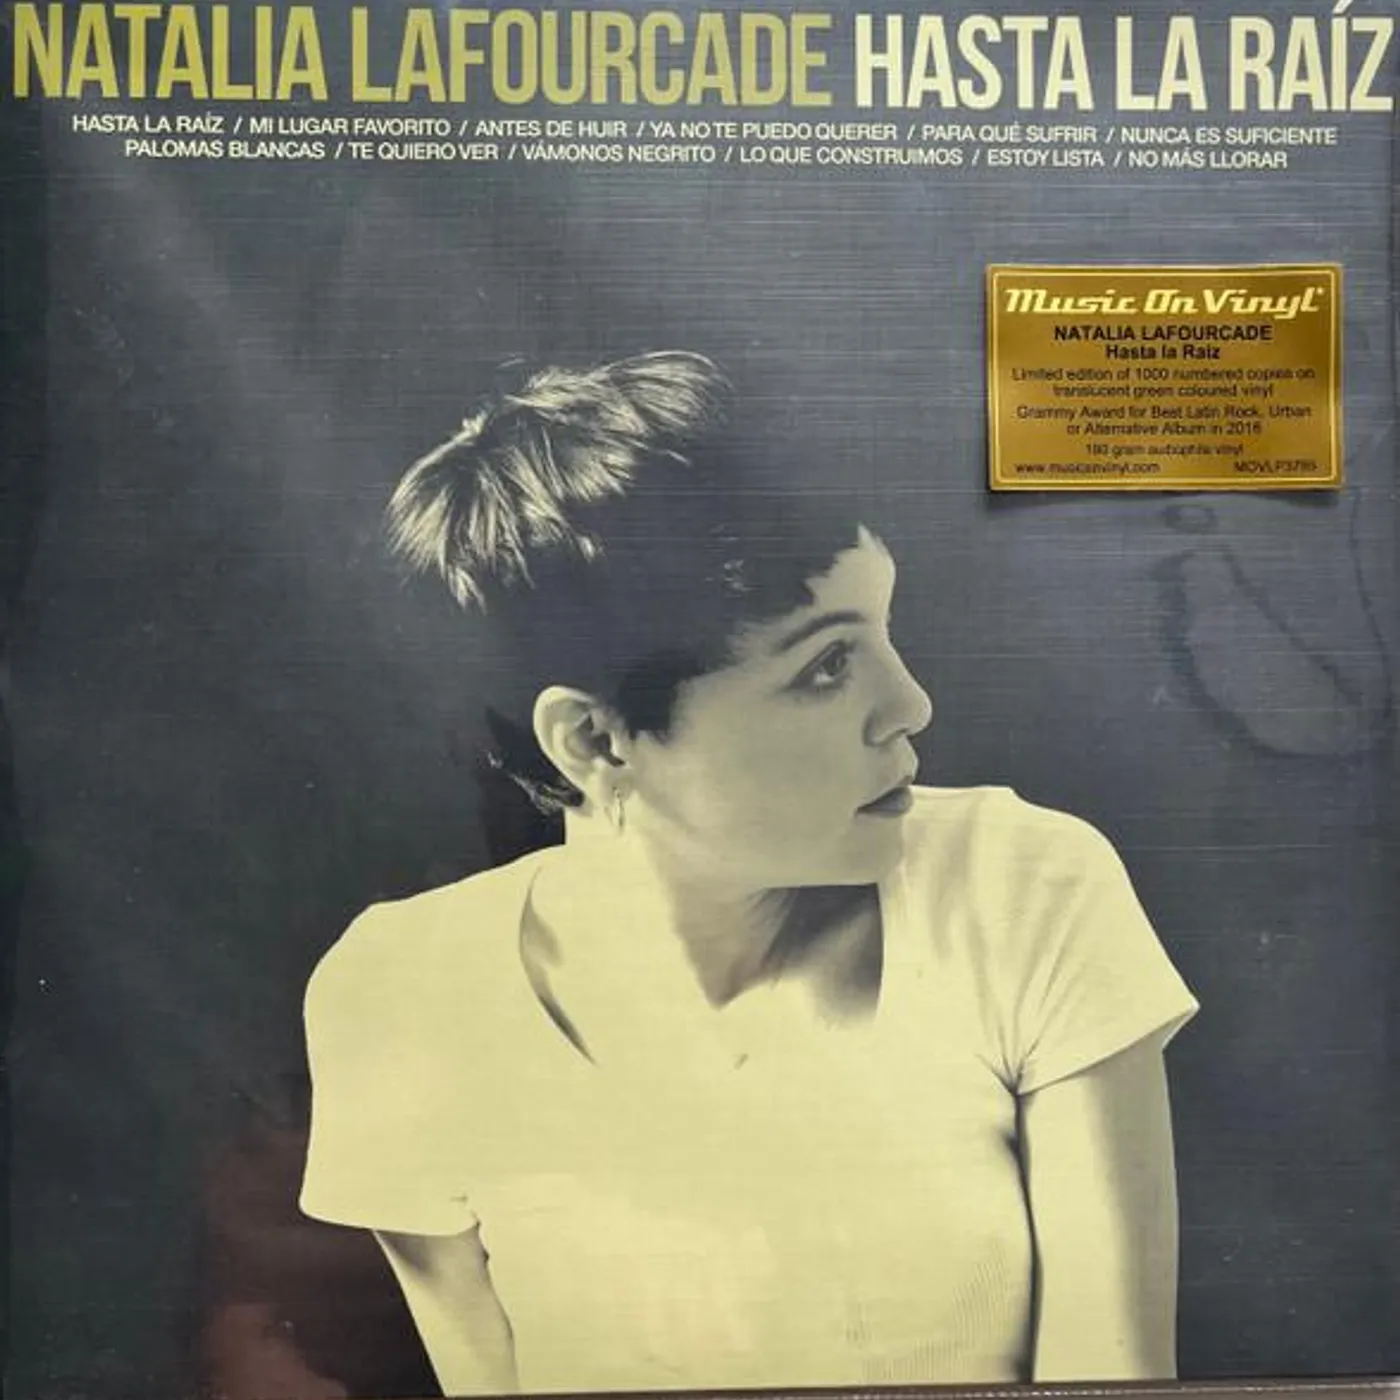 NATALIA LAFOURCADE HASTA LA RAÍZ
HASTA LA RAÍZ / MI LUGAR FAVORITO / ANTES DE HUIR / YA NO TE PUEDO QUERER / PARA QUÉ SUFRIR / NUNCA ES SUFICIENTE
PALOMAS BLANCAS / TE QUIERO VER / VÁMONOS NEGRITO / LO QUE CONSTRUIMOS / ESTOY LISTA / NO MÁS LLORAR
Music On Vinyl
NATALIA LAFOURCADE
Hasta la Raiz
Limited edition of 1000 numbered copies on
translucent green coloured vinyl
Grammy Award for Best Latin Rock, Urban
or Alternative Album in 2016
180 gram audiophile vinyl
www.musiconvinyl.com MOVLP3785